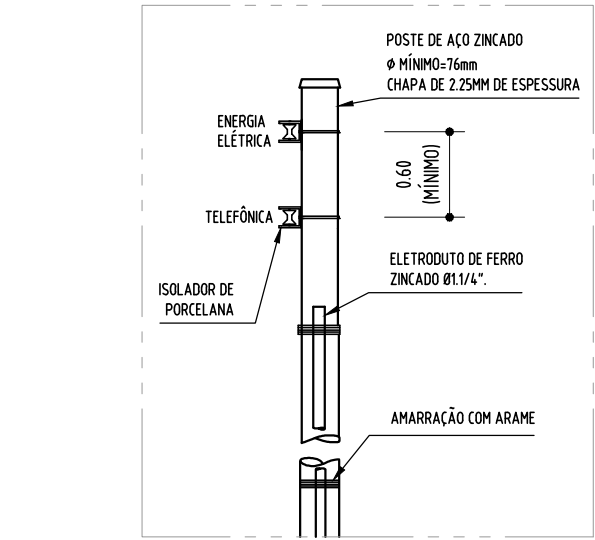 POSTE DE AÇO ZINCADO
Ø MÍNIMO=76mm
CHAPA DE 2.25MM DE ESPESSURA
ENERGIA
ELÉTRICA
0.60
(MÍNIMO)
TELEFÔNICA
ELETRODUTO DE FERRO
ZINCADO Ø1.1/4".
ISOLADOR DE
PORCELANA
AMARRAÇÃO COM ARAME